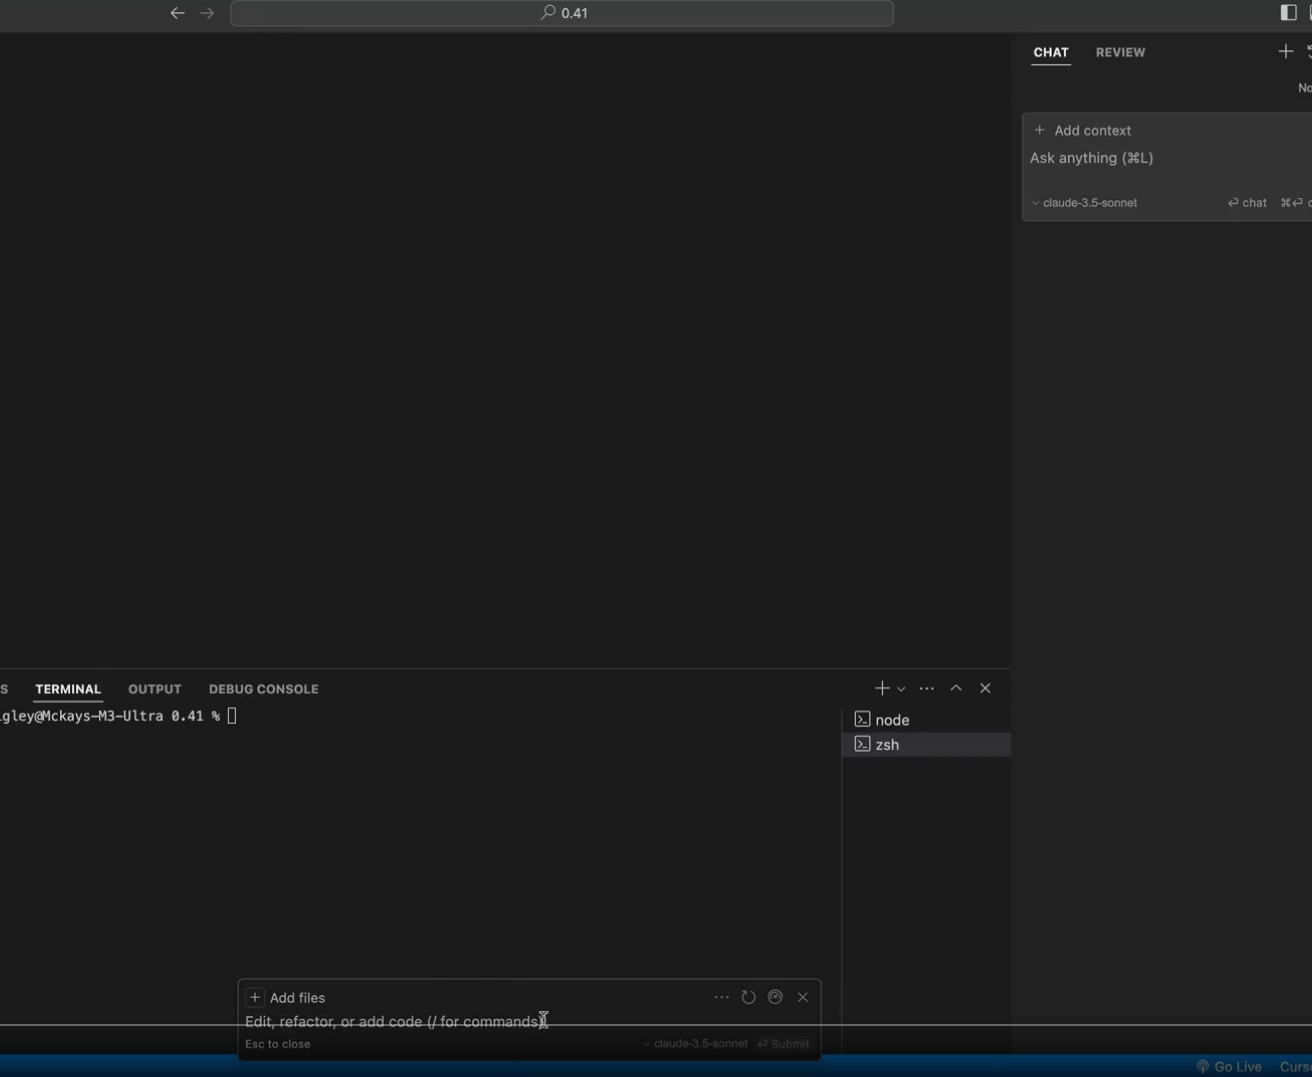 0.41
CHAT REVIEW
No
+ Add context
Ask anything (⌘L)
claude-3.5-sonnet ⏎ chat ⌘⏎ c
S TERMINAL OUTPUT DEBUG CONSOLE
gley@Mckays-M3-Ultra 0.41 %
node
zsh
+ Add files
Edit, refactor, or add code (/ for commands)
Esc to close claude-3.5-sonnet ⏎ Submit
Go Live Curs